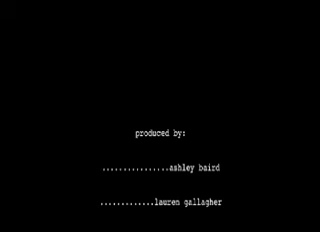 produced by:
................ashley baird
.............lauren gallagher